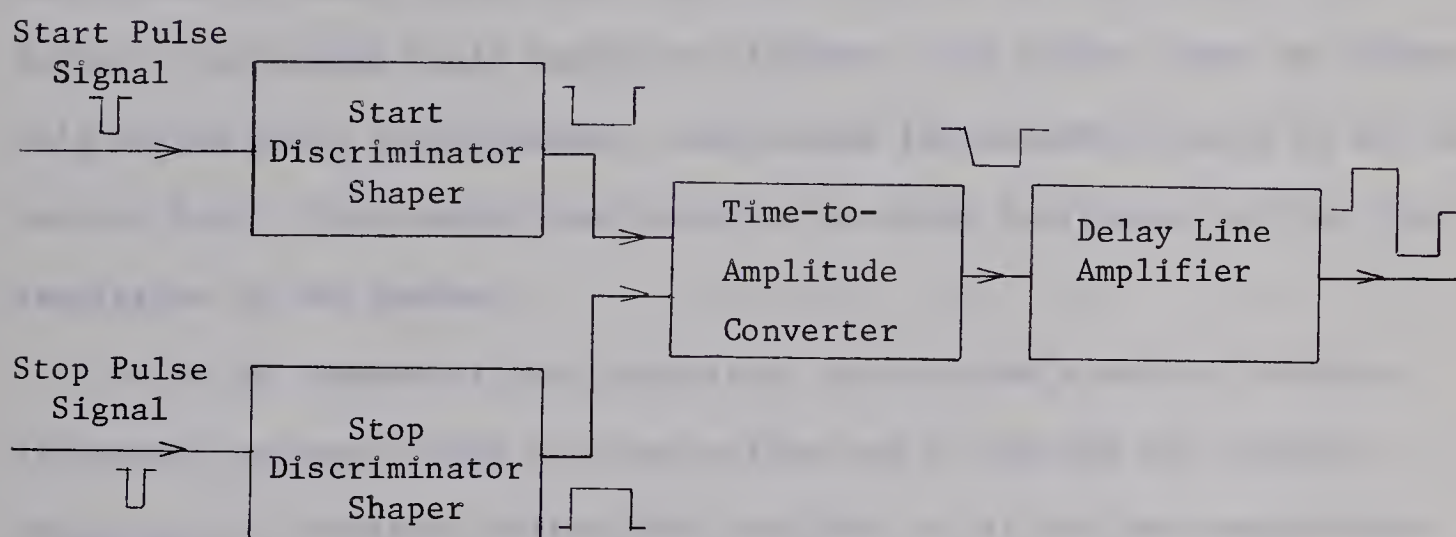 Start Pulse
Signal
Start
Discriminator
Shaper
Time-to-
Amplitude
Converter
Delay Line
Amplifier
Stop Pulse
Signal
Stop
Discriminator
Shaper